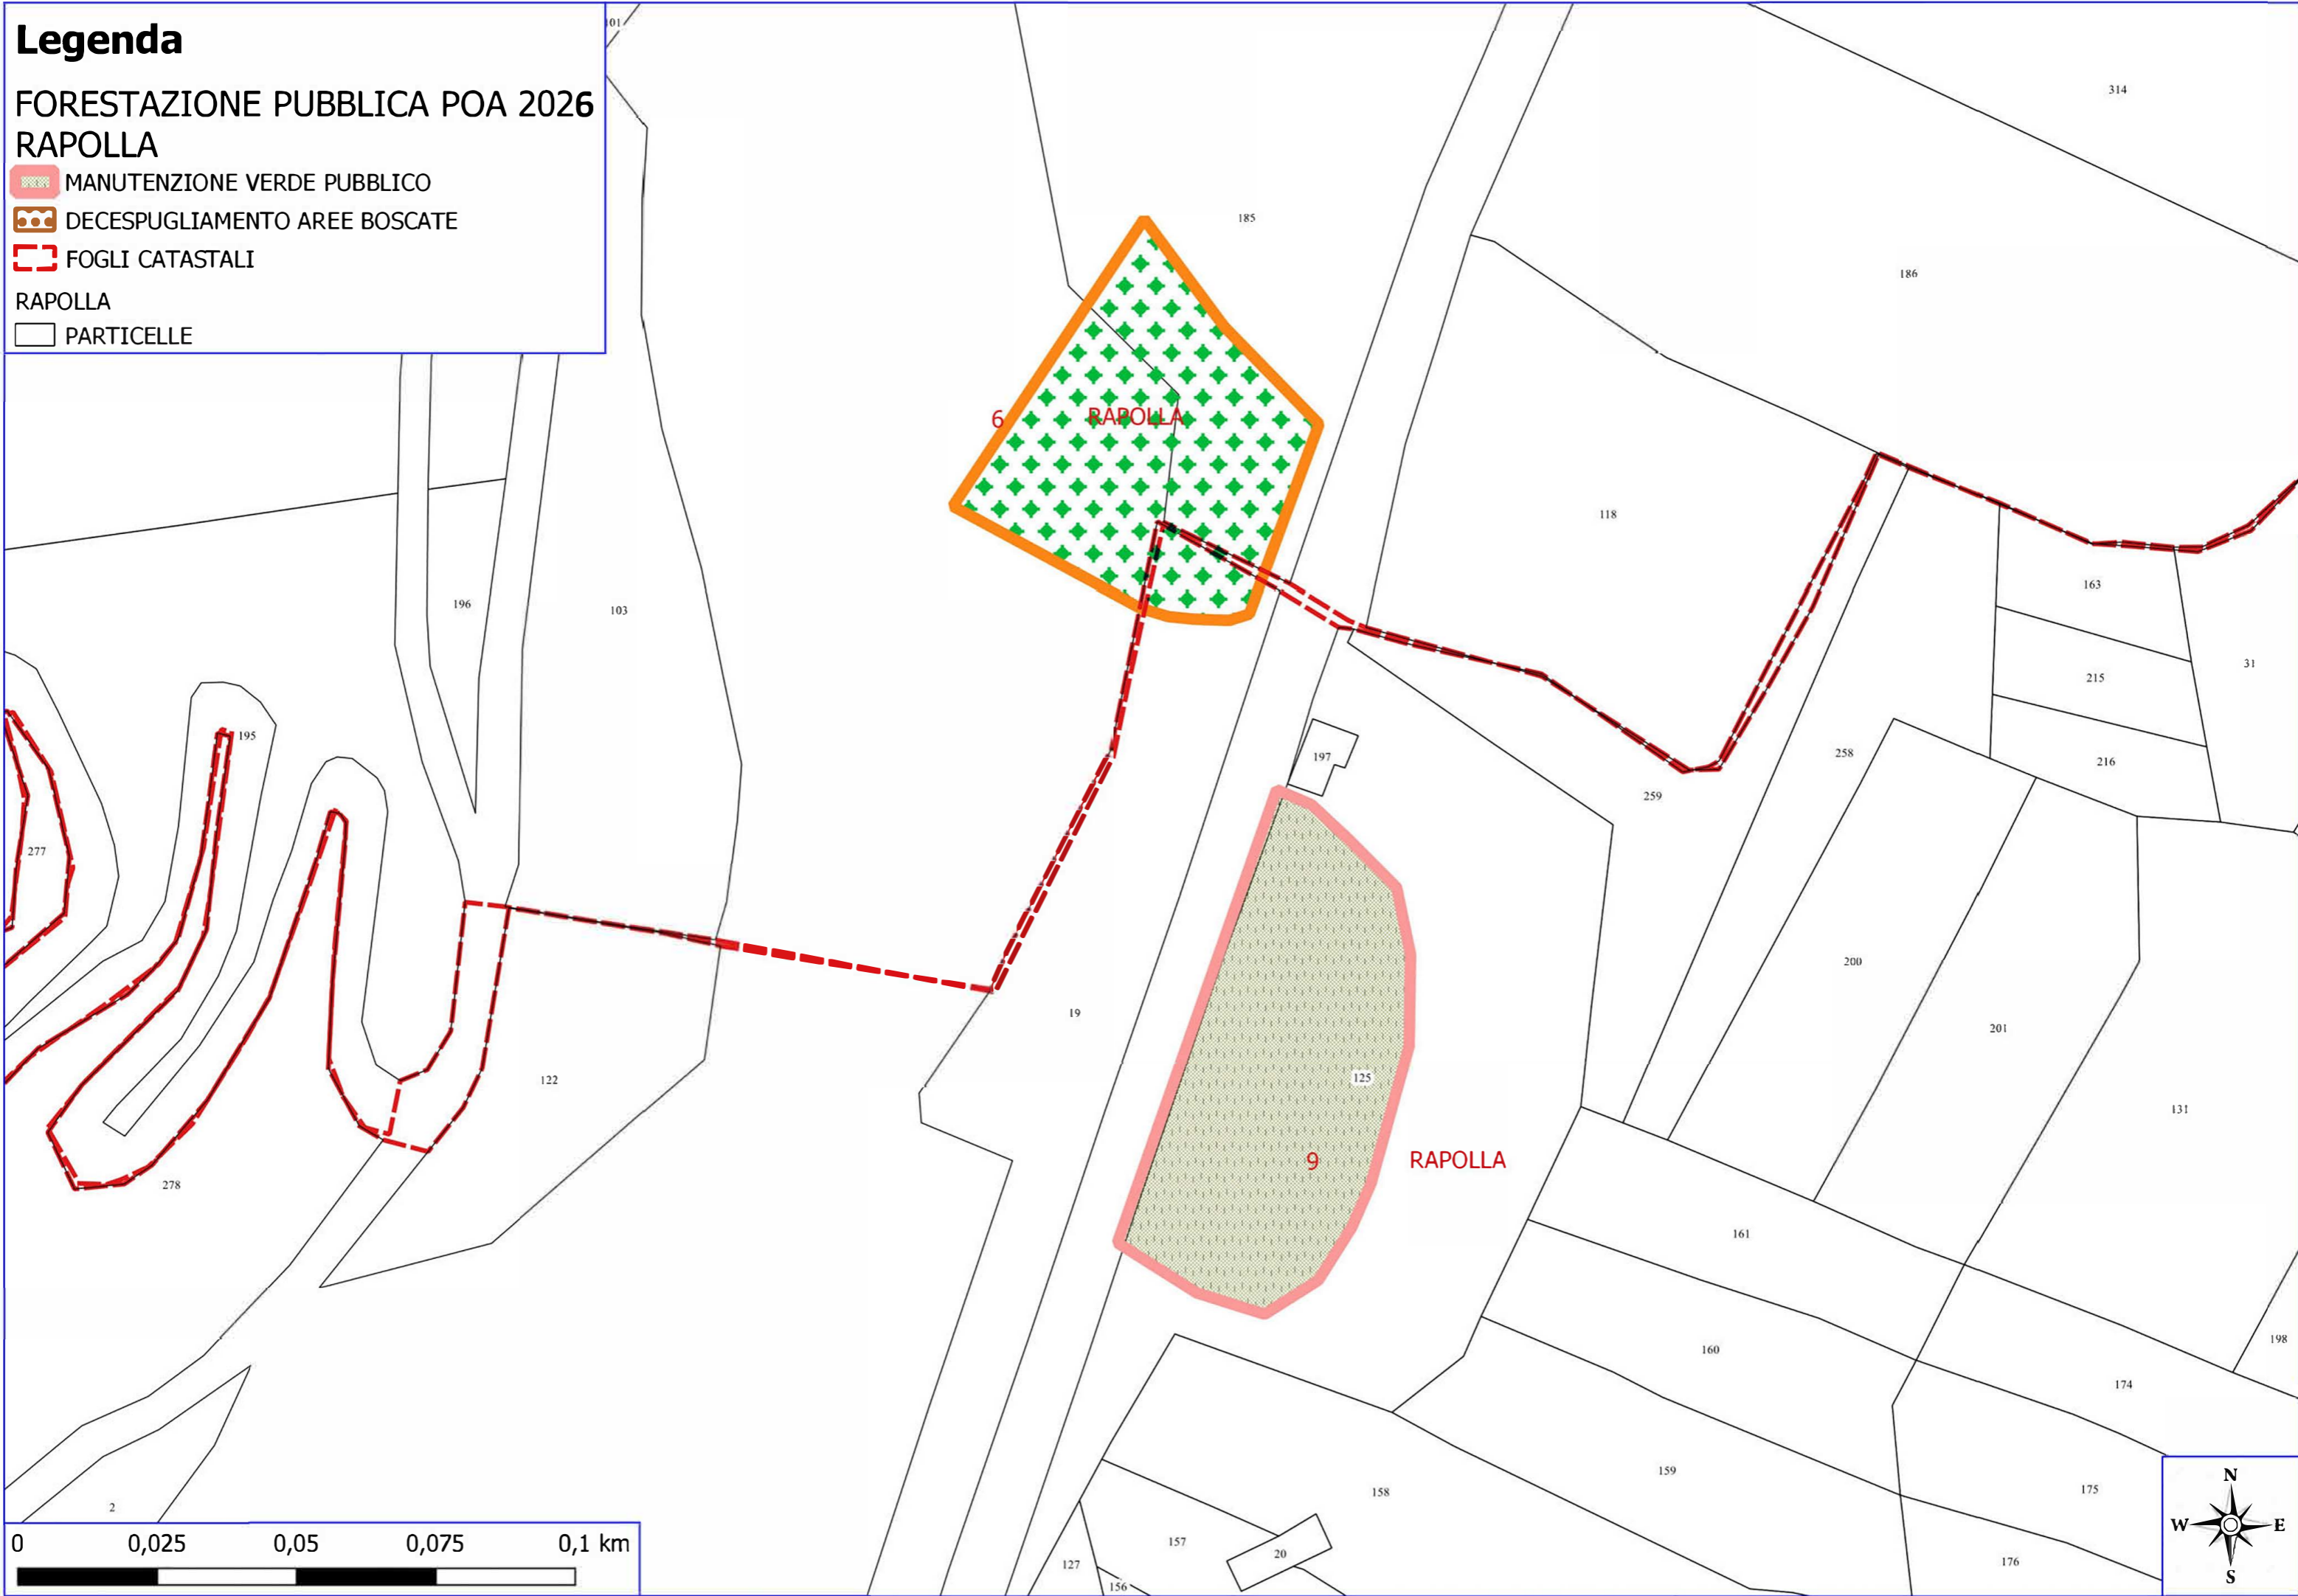 Legenda
FORESTAZIONE PUBBLICA POA 2026
RAPOLLA
MANUTENZIONE VERDE PUBBLICO
DECESPUGLIAMENTO AREE BOSCATE
FOGLI CATASTALI
RAPOLLA
PARTICELLE
101
314
185
186
6
RAPOLLA
118
163
196
103
31
215
195
197
258
216
259
277
200
19
201
125
122
131
9
RAPOLLA
278
161
198
160
174
159
175
158
2
157
20
127
156
176
0 0,025 0,05 0,075 0,1 km
N
W E
S